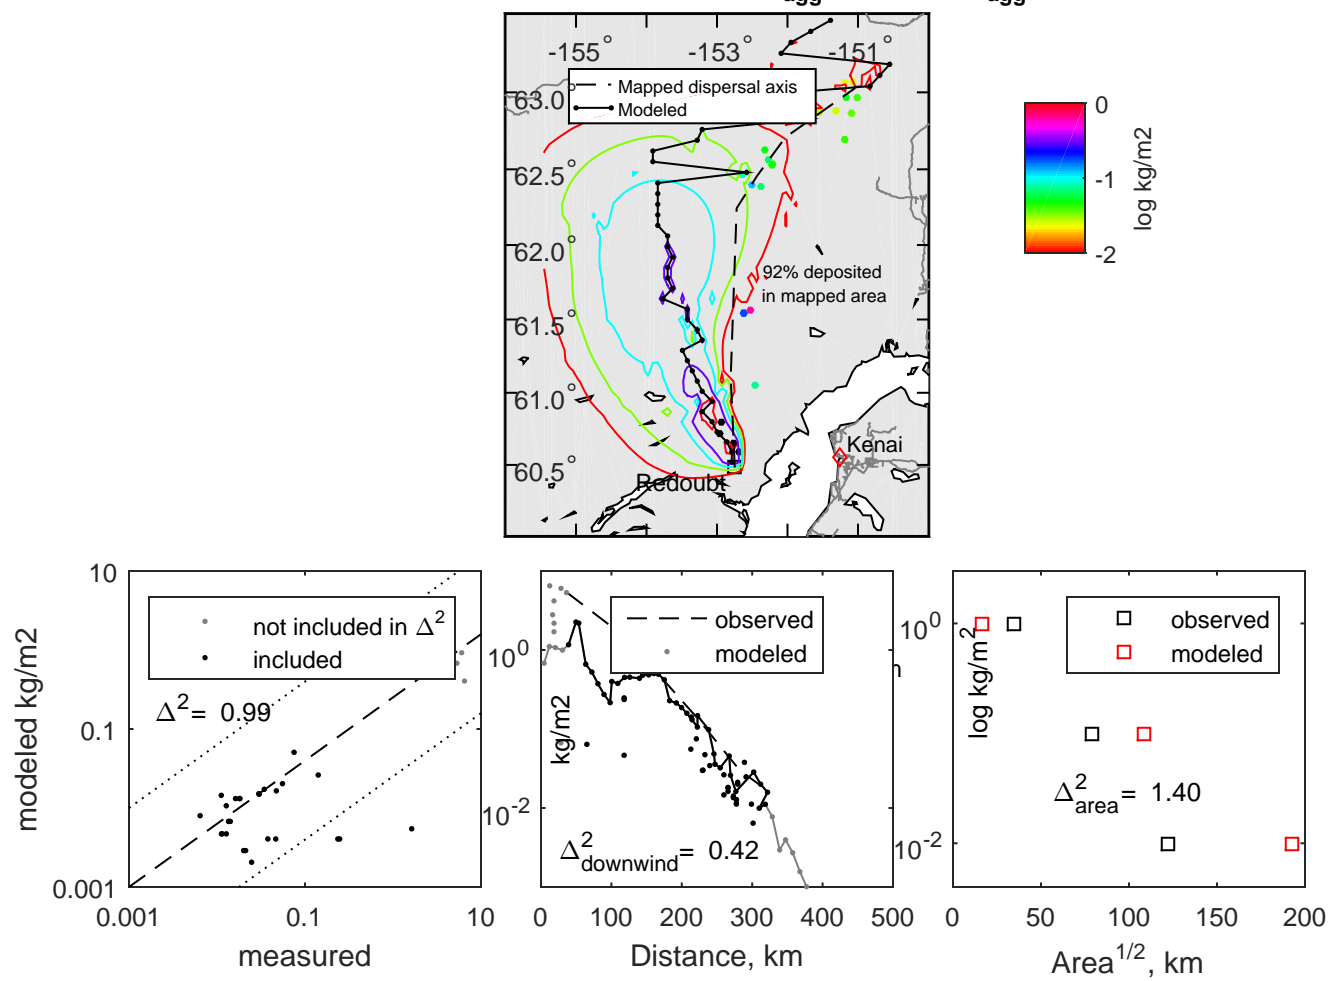 agg agg
-155° -153° -151°
Mapped dispersal axis
Modeled
63.0°
62.5°
62.0°
61.5°
61.0°
60.5°
92% deposited
in mapped area
Kenai
Redoubt
0
-1
-2
log kg/m2
10
0.1
0.001
modeled kg/m2
not included in Δ²
included
Δ²= 0.99
0.001 0.1 10
measured
10⁰
10⁻²
kg/m2
observed
modeled
Δ²downwind= 0.42
0 100 200 300 400 500
Distance, km
10⁰
10⁻²
log kg/m²
observed
modeled
Δ²area= 1.40
0 50 100 150 200
Area¹/², km